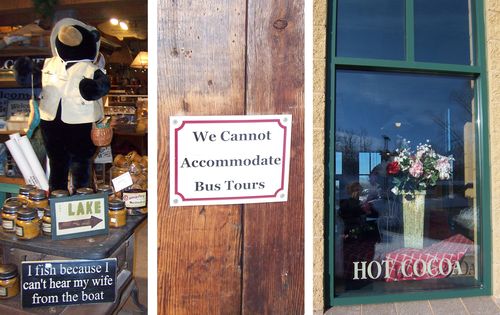 LAKE
I fish because I
can't hear my wife
from the boat
We Cannot
Accommodate
Bus Tours
HOT COCOA